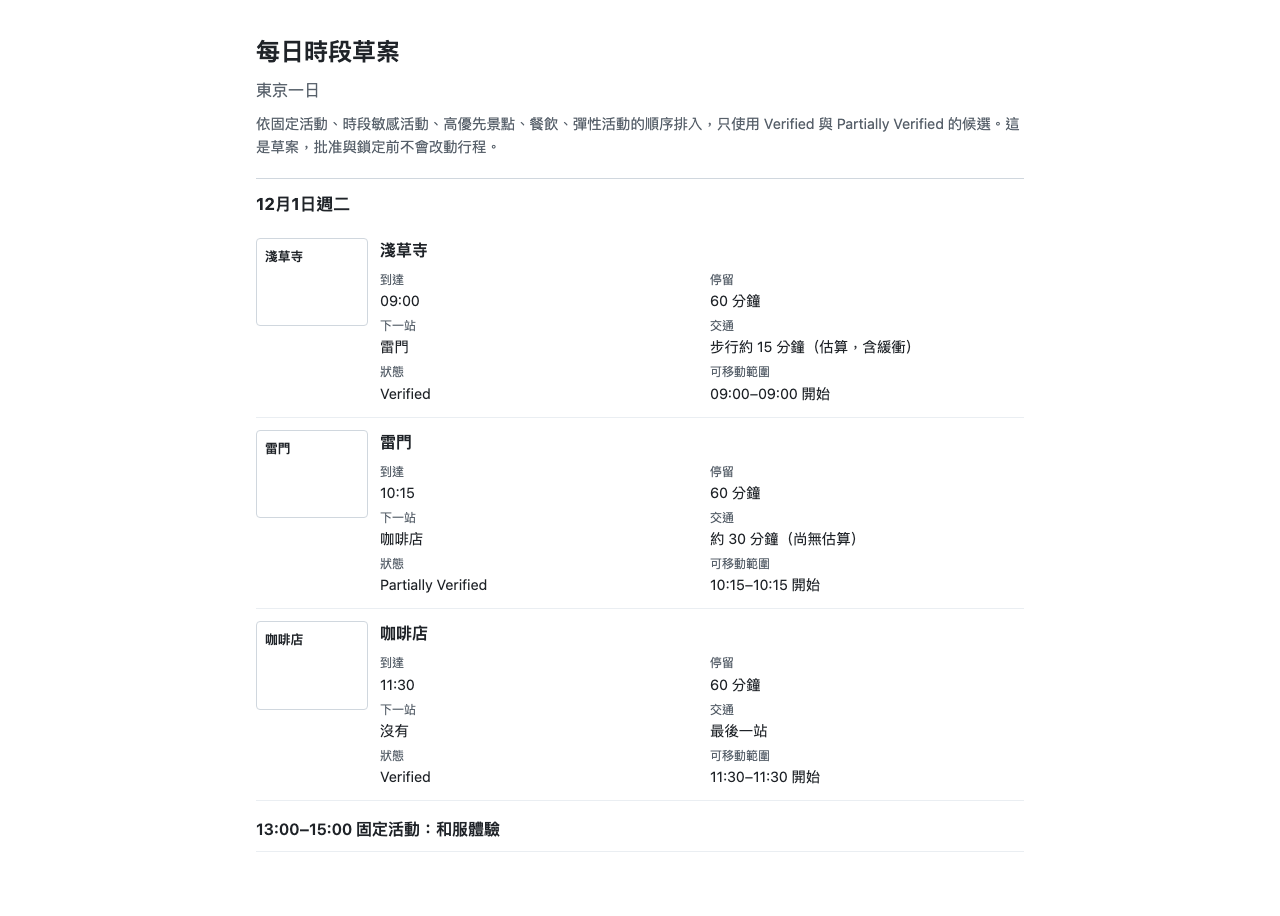 每日時段草案
東京一日
依固定活動、時段敏感活動、高優先景點、餐飲、彈性活動的順序排入，只使用 Verified 與 Partially Verified 的候選。這
是草案，批准與鎖定前不會改動行程。
12月1日週二
淺草寺
淺草寺
到達
停留
09:00
60 分鐘
下一站
交通
雷門
步行約 15 分鐘（估算，含緩衝）
狀態
可移動範圍
Verified
09:00–09:00 開始
雷門
雷門
到達
停留
10:15
60 分鐘
下一站
交通
咖啡店
約 30 分鐘（尚無估算）
狀態
可移動範圍
Partially Verified
10:15–10:15 開始
咖啡店
咖啡店
到達
停留
11:30
60 分鐘
下一站
交通
沒有
最後一站
狀態
可移動範圍
Verified
11:30–11:30 開始
13:00–15:00 固定活動：和服體驗